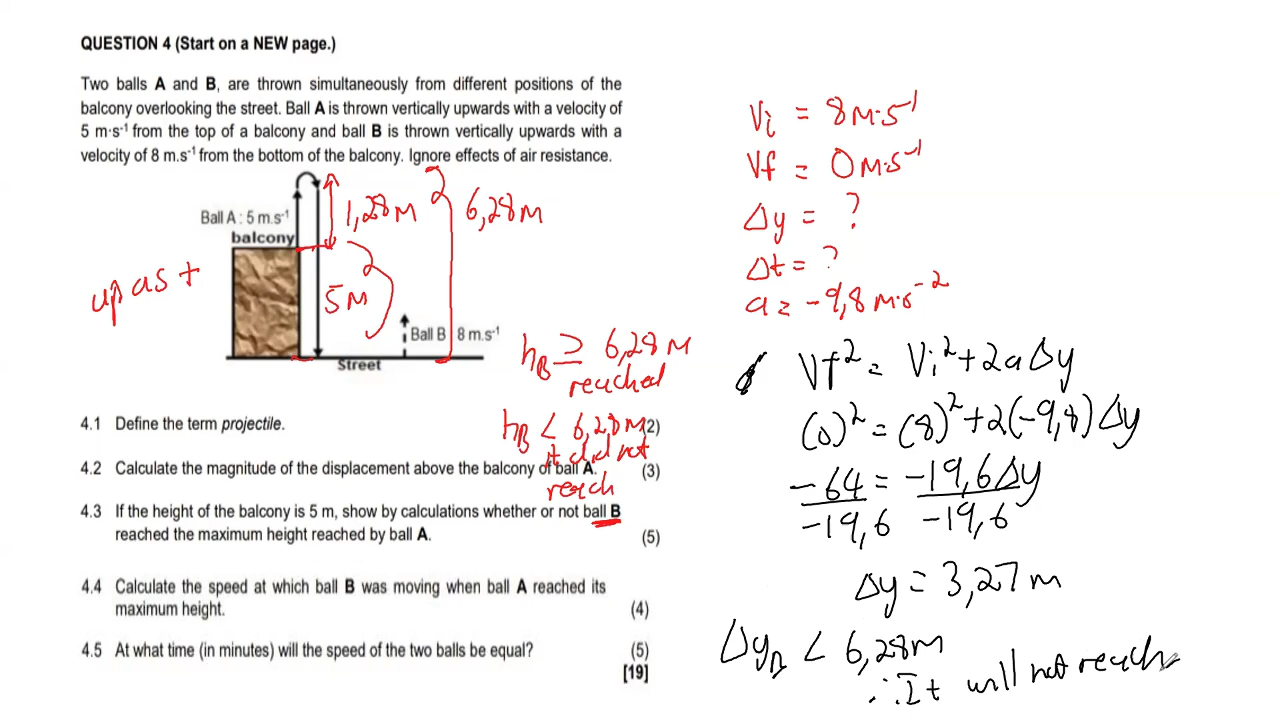 QUESTION 4 (Start on a NEW page.)
Two balls A and B, are thrown simultaneously from different positions of the
balcony overlooking the street. Ball A is thrown vertically upwards with a velocity of
5 m·s⁻¹ from the top of a balcony and ball B is thrown vertically upwards with a
velocity of 8 m.s⁻¹ from the bottom of the balcony. Ignore effects of air resistance.
Ball A : 5 m.s⁻¹
balcony
1,28 M
6,28 M
up as +
5 M
Ball B 8 m.s⁻¹
Street
h_B ≥ 6,28 M
reached
h_B < 6,28 M
it did not
reach
4.1 Define the term projectile. (2)
4.2 Calculate the magnitude of the displacement above the balcony of ball A. (3)
4.3 If the height of the balcony is 5 m, show by calculations whether or not ball B
reached the maximum height reached by ball A. (5)
4.4 Calculate the speed at which ball B was moving when ball A reached its
maximum height. (4)
4.5 At what time (in minutes) will the speed of the two balls be equal? (5)
[19]
Vi = 8 M·s⁻¹
Vf = 0 M·s⁻¹
Δy = ?
Δt = ?
a = -9,8 M·s⁻²
Vf² = Vi² + 2aΔy
(0)² = (8)² + 2(-9,8)Δy
-64 = -19,6Δy
-19,6 -19,6
Δy = 3,27 m
Δy_B < 6,28 M
∴ It will not reach